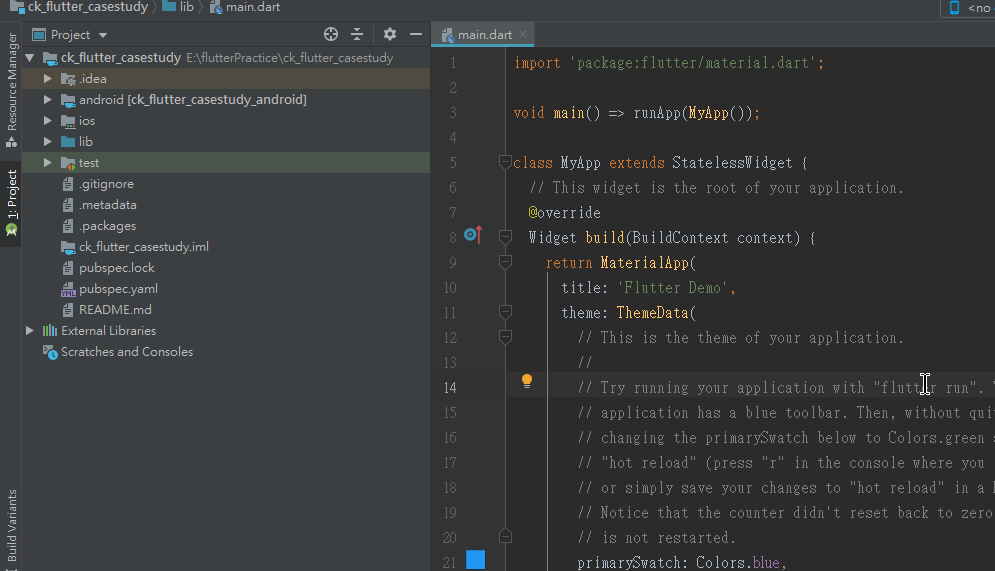 ck_flutter_casestudy
lib
main.dart
<no
Resource Manager
1: Project
Build Variants
Project
ck_flutter_casestudy E:\flutterPractice\ck_flutter_casestudy
.idea
android [ck_flutter_casestudy_android]
ios
lib
test
.gitignore
.metadata
.packages
ck_flutter_casestudy.iml
pubspec.lock
pubspec.yaml
README.md
External Libraries
Scratches and Consoles
main.dart
1 import 'package:flutter/material.dart';
2
3 void main() => runApp(MyApp());
4
5 class MyApp extends StatelessWidget {
6 // This widget is the root of your application.
7 @override
8 Widget build(BuildContext context) {
9 return MaterialApp(
10 title: 'Flutter Demo',
11 theme: ThemeData(
12 // This is the theme of your application.
13 //
14 // Try running your application with "flutter run".
15 // application has a blue toolbar. Then, without qui
16 // changing the primarySwatch below to Colors.green
17 // "hot reload" (press "r" in the console where you
18 // or simply save your changes to "hot reload" in a
19 // Notice that the counter didn't reset back to zero
20 // is not restarted.
21 primarySwatch: Colors.blue,